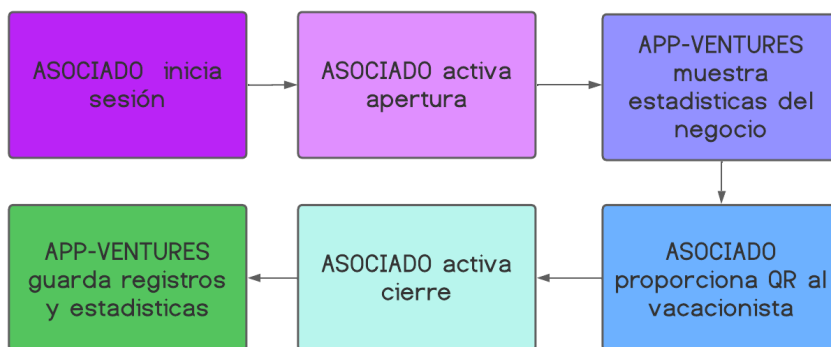 ASOCIADO inicia
sesión
ASOCIADO activa
apertura
APP-VENTURES
muestra
estadisticas del
negocio
ASOCIADO
proporciona QR al
vacacionista
ASOCIADO activa
cierre
APP-VENTURES
guarda registros
y estadisticas